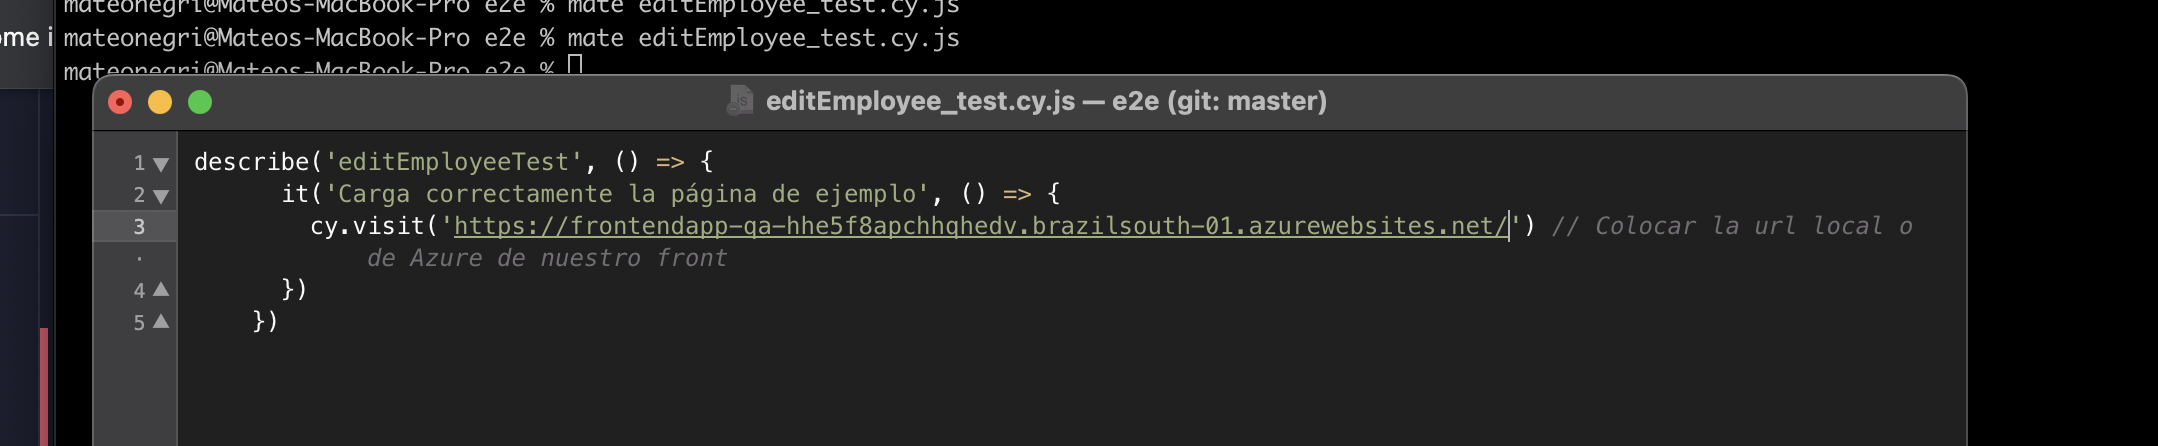 mateonegri@Mateos-MacBook-Pro e2e % mate editEmployee_test.cy.js
ome i
mateonegri@Mateos-MacBook-Pro e2e % mate editEmployee_test.cy.js
mateonegri@Mateos-MacBook-Pro e2e %
editEmployee_test.cy.js — e2e (git: master)
1 describe('editEmployeeTest', () => {
2 it('Carga correctamente la página de ejemplo', () => {
3 cy.visit('https://frontendapp-qa-hhe5f8apchhqhedv.brazilsouth-01.azurewebsites.net/') // Colocar la url local o
· de Azure de nuestro front
4 })
5 })